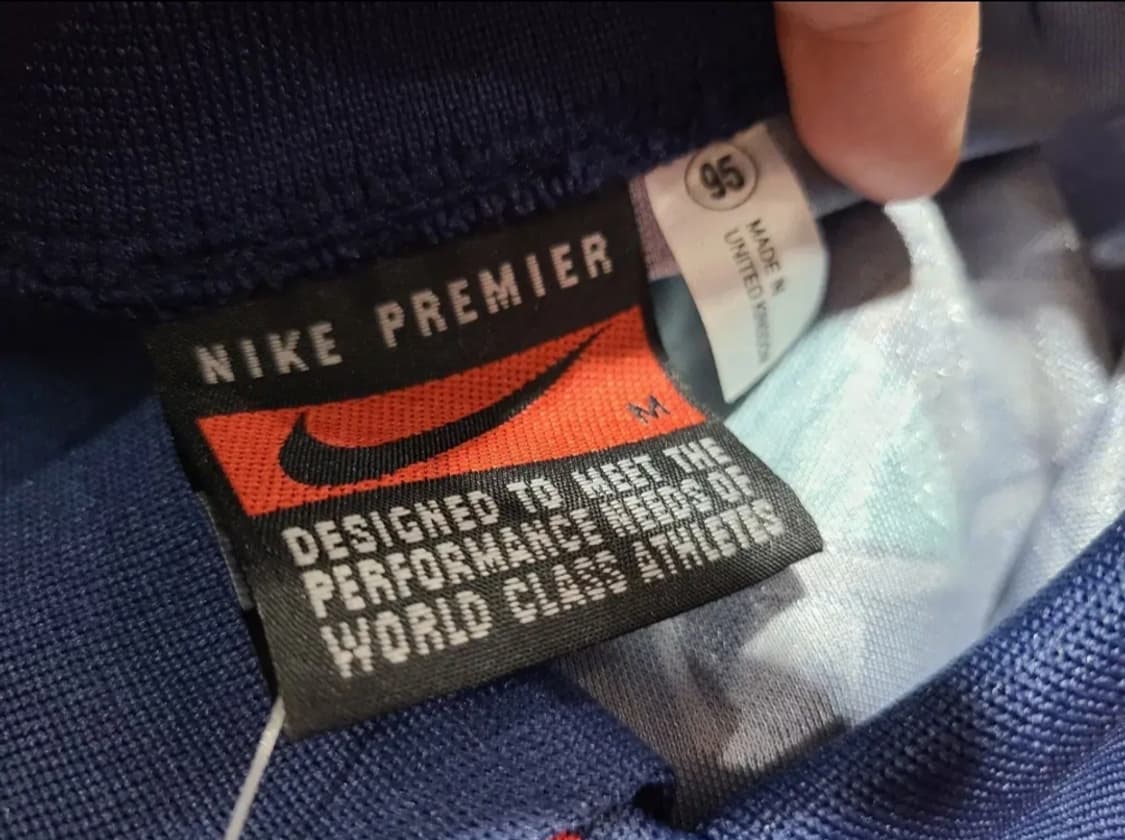 NIKE PREMIER
M
DESIGNED TO MEET THE
PERFORMANCE NEEDS OF
WORLD CLASS ATHLETES
95
MADE IN
UNITED KINGDOM